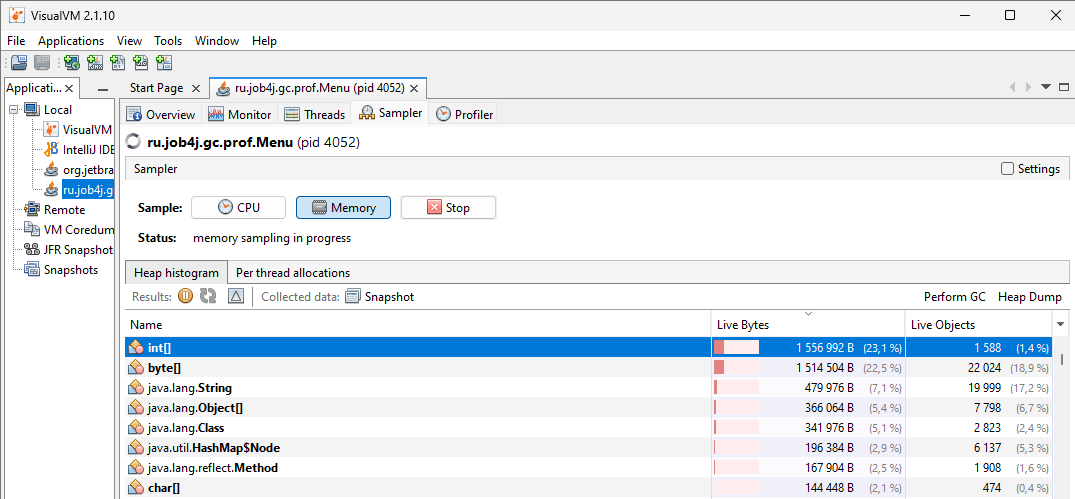 VisualVM 2.1.10
File Applications View Tools Window Help
Applicati... Start Page ru.job4j.gc.prof.Menu (pid 4052)
Local
VisualVM
IntelliJ IDE
org.jetbra
ru.job4j.g
Remote
VM Coredum
JFR Snapshot
Snapshots
Overview Monitor Threads Sampler Profiler
ru.job4j.gc.prof.Menu (pid 4052)
Sampler Settings
Sample: CPU Memory Stop
Status: memory sampling in progress
Heap histogram Per thread allocations
Results: Collected data: Snapshot Perform GC Heap Dump
Name Live Bytes Live Objects
int[] 1 556 992 B (23,1 %) 1 588 (1,4 %)
byte[] 1 514 504 B (22,5 %) 22 024 (18,9 %)
java.lang.String 479 976 B (7,1 %) 19 999 (17,2 %)
java.lang.Object[] 366 064 B (5,4 %) 7 798 (6,7 %)
java.lang.Class 341 976 B (5,1 %) 2 823 (2,4 %)
java.util.HashMap$Node 196 384 B (2,9 %) 6 137 (5,3 %)
java.lang.reflect.Method 167 904 B (2,5 %) 1 908 (1,6 %)
char[] 144 448 B (2,1 %) 474 (0,4 %)